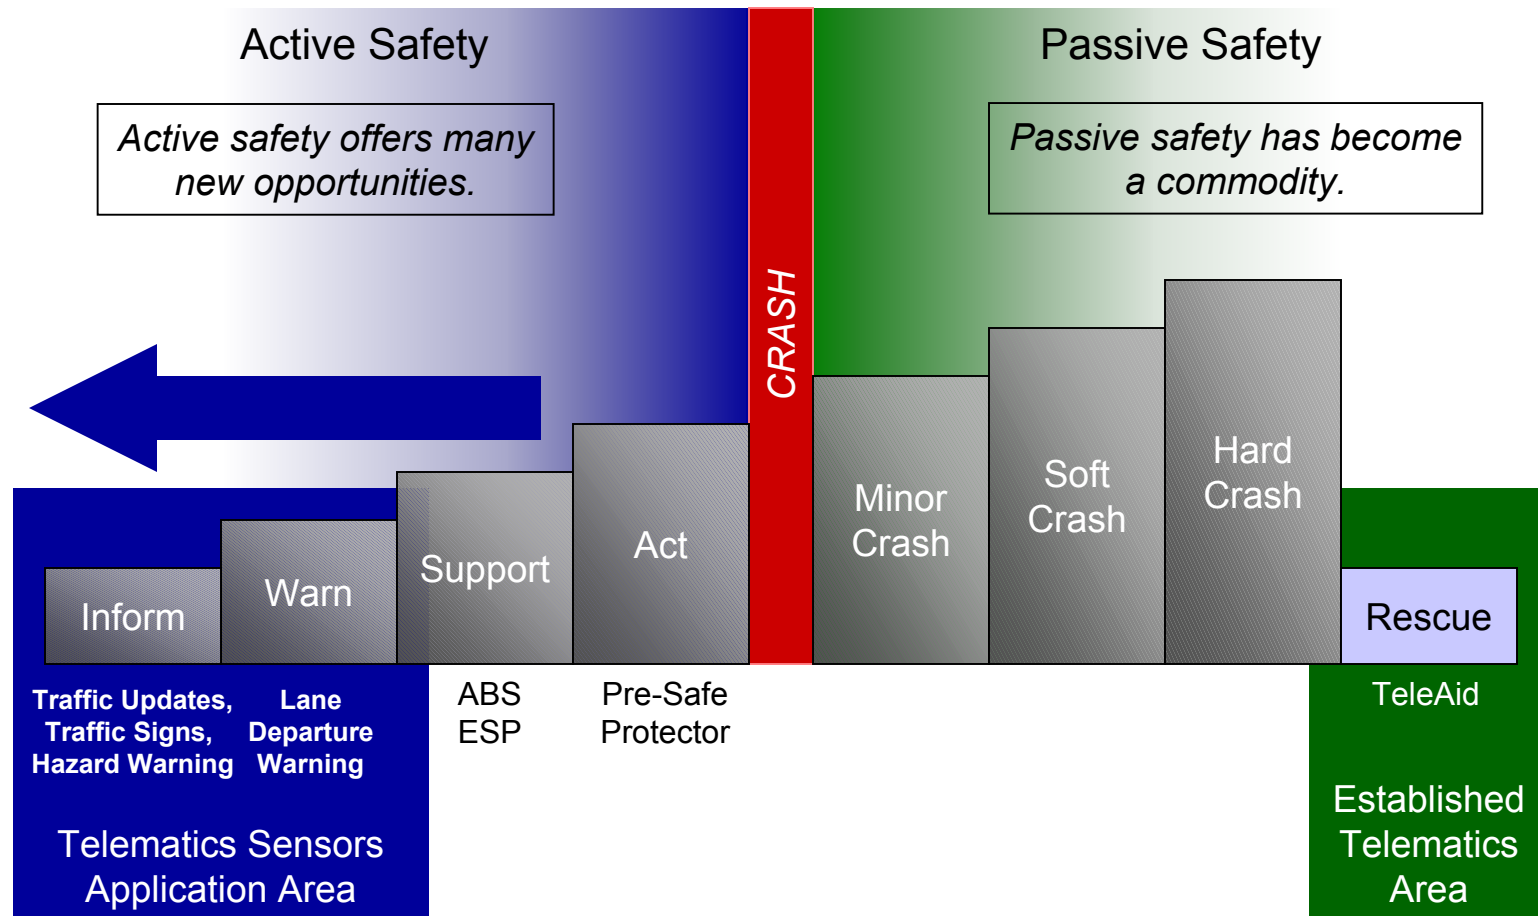 Active Safety
Passive Safety
Active safety offers many
new opportunities.
Passive safety has become
a commodity.
CRASH
Inform
Warn
Support
Act
Minor
Crash
Soft
Crash
Hard
Crash
Rescue
Traffic Updates,
Traffic Signs,
Hazard Warning
Lane
Departure
Warning
ABS
ESP
Pre-Safe
Protector
TeleAid
Telematics Sensors
Application Area
Established
Telematics
Area